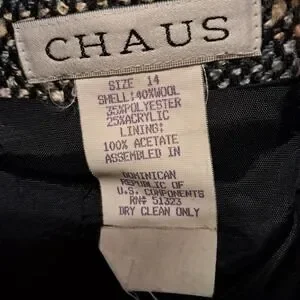 CHAUS
SIZE 14
SHELL:40%WOOL
35%POLYESTER
25%ACRYLIC
LINING:
100% ACETATE
ASSEMBLED IN
DOMINICAN
REPUBLIC OF
U.S. COMPONENTS
RN# 51323
DRY CLEAN ONLY